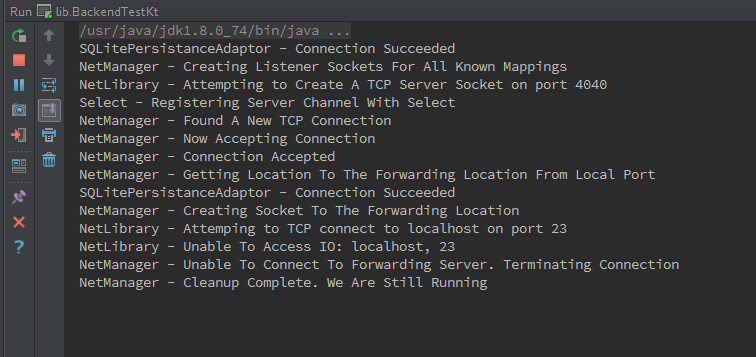 Run lib.BackendTestKt
/usr/java/jdk1.8.0_74/bin/java ...
SQLitePersistanceAdaptor - Connection Succeeded
NetManager - Creating Listener Sockets For All Known Mappings
NetLibrary - Attempting to Create A TCP Server Socket on port 4040
Select - Registering Server Channel With Select
NetManager - Found A New TCP Connection
NetManager - Now Accepting Connection
NetManager - Connection Accepted
NetManager - Getting Location To The Forwarding Location From Local Port
SQLitePersistanceAdaptor - Connection Succeeded
NetManager - Creating Socket To The Forwarding Location
NetLibrary - Attemping to TCP connect to localhost on port 23
NetLibrary - Unable To Access IO: localhost, 23
NetManager - Unable To Connect To Forwarding Server. Terminating Connection
NetManager - Cleanup Complete. We Are Still Running